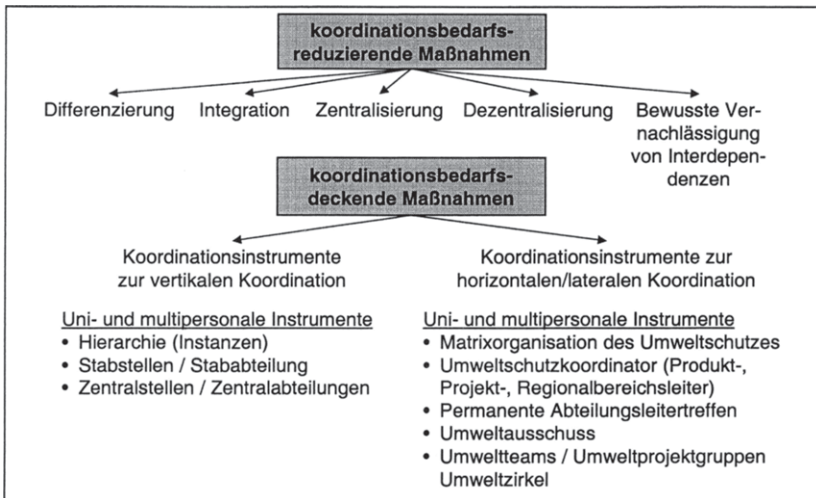 koordinationsbedarfs-
reduzierende Maßnahmen
Differenzierung Integration Zentralisierung Dezentralisierung Bewusste Ver-
nachlässigung
von Interdepen-
denzen
koordinationsbedarfs-
deckende Maßnahmen
Koordinationsinstrumente
zur vertikalen Koordination
Uni- und multipersonale Instrumente
• Hierarchie (Instanzen)
• Stabstellen / Stababteilung
• Zentralstellen / Zentralabteilungen
Koordinationsinstrumente zur
horizontalen/lateralen Koordination
Uni- und multipersonale Instrumente
• Matrixorganisation des Umweltschutzes
• Umweltschutzkoordinator (Produkt-,
Projekt-, Regionalbereichsleiter)
• Permanente Abteilungsleitertreffen
• Umweltausschuss
• Umweltteams / Umweltprojektgruppen
Umweltzirkel